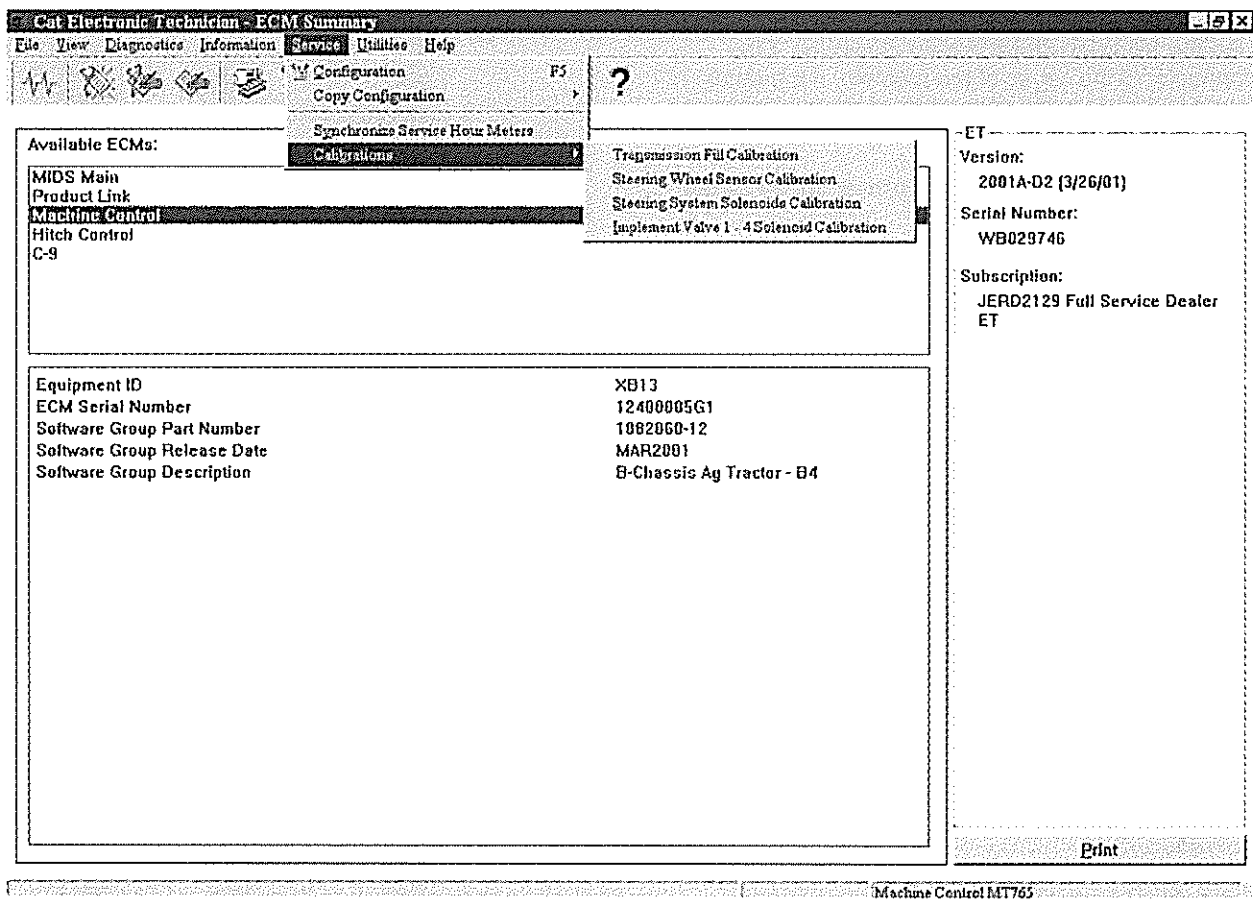 Cat Electronic Technician - ECM Summary
File View Diagnostics Information Service Utilities Help
Configuration F5
Copy Configuration
Synchronize Service Hour Meters
Calibrations
Transmission Fill Calibration
Steering Wheel Sensor Calibration
Steering System Solenoids Calibration
Implement Valve 1 - 4 Solenoid Calibration
?
Available ECMs:
MIDS Main
Product Link
Machine Control
Hitch Control
C-9
ET
Version:
2001A-D2 (3/26/01)
Serial Number:
WB029746
Subscription:
JERD2129 Full Service Dealer
ET
Equipment ID XB13
ECM Serial Number 12400005G1
Software Group Part Number 1882060-12
Software Group Release Date MAR2001
Software Group Description B-Chassis Ag Tractor - B4
Print
Machine Control MT765